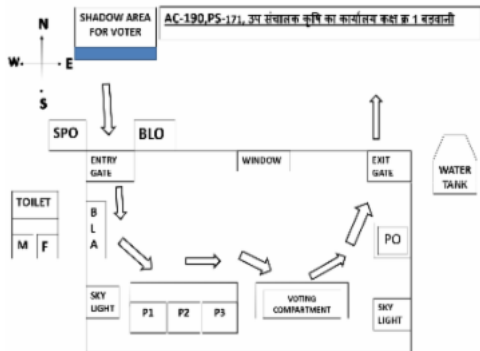 N
SHADOW AREA
FOR VOTER
AC-190,PS-171, उप संचालक कृषि का कार्यालय कक्ष क्र 1 बडवानी
W
E
S
SPO
BLO
ENTRY
GATE
WINDOW
EXIT
GATE
WATER
TANK
TOILET
M
F
B
L
A
PO
SKY
LIGHT
P1
P2
P3
VOTING
COMPARTMENT
SKY
LIGHT